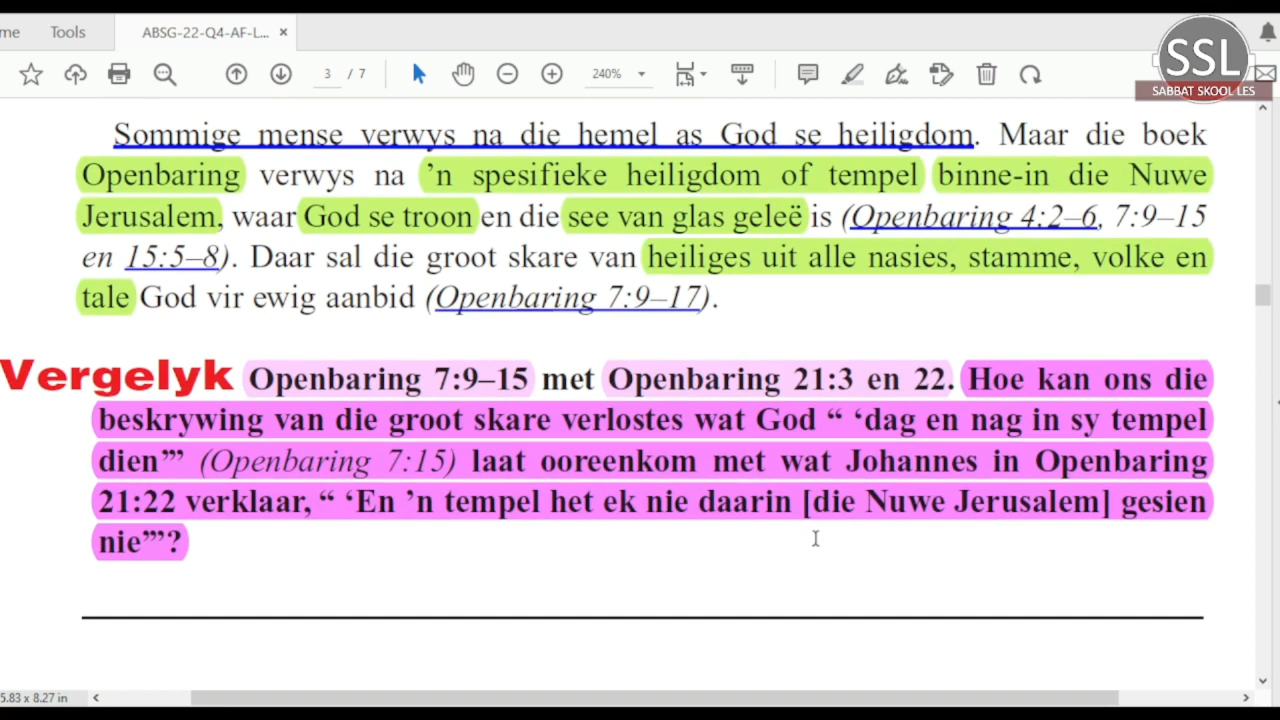 me Tools ABSG-22-Q4-AF-L... ×
SSL
SABBAT SKOOL LES
3 / 7 240%
Sommige mense verwys na die hemel as God se heiligdom. Maar die boek
Openbaring verwys na ’n spesifieke heiligdom of tempel binne-in die Nuwe
Jerusalem, waar God se troon en die see van glas geleë is (Openbaring 4:2–6, 7:9–15
en 15:5–8). Daar sal die groot skare van heiliges uit alle nasies, stamme, volke en
tale God vir ewig aanbid (Openbaring 7:9–17).
Vergelyk Openbaring 7:9–15 met Openbaring 21:3 en 22. Hoe kan ons die
beskrywing van die groot skare verlostes wat God “ ‘dag en nag in sy tempel
dien’” (Openbaring 7:15) laat ooreenkom met wat Johannes in Openbaring
21:22 verklaar, “ ‘En ’n tempel het ek nie daarin [die Nuwe Jerusalem] gesien
nie’”?
5.83 x 8.27 in